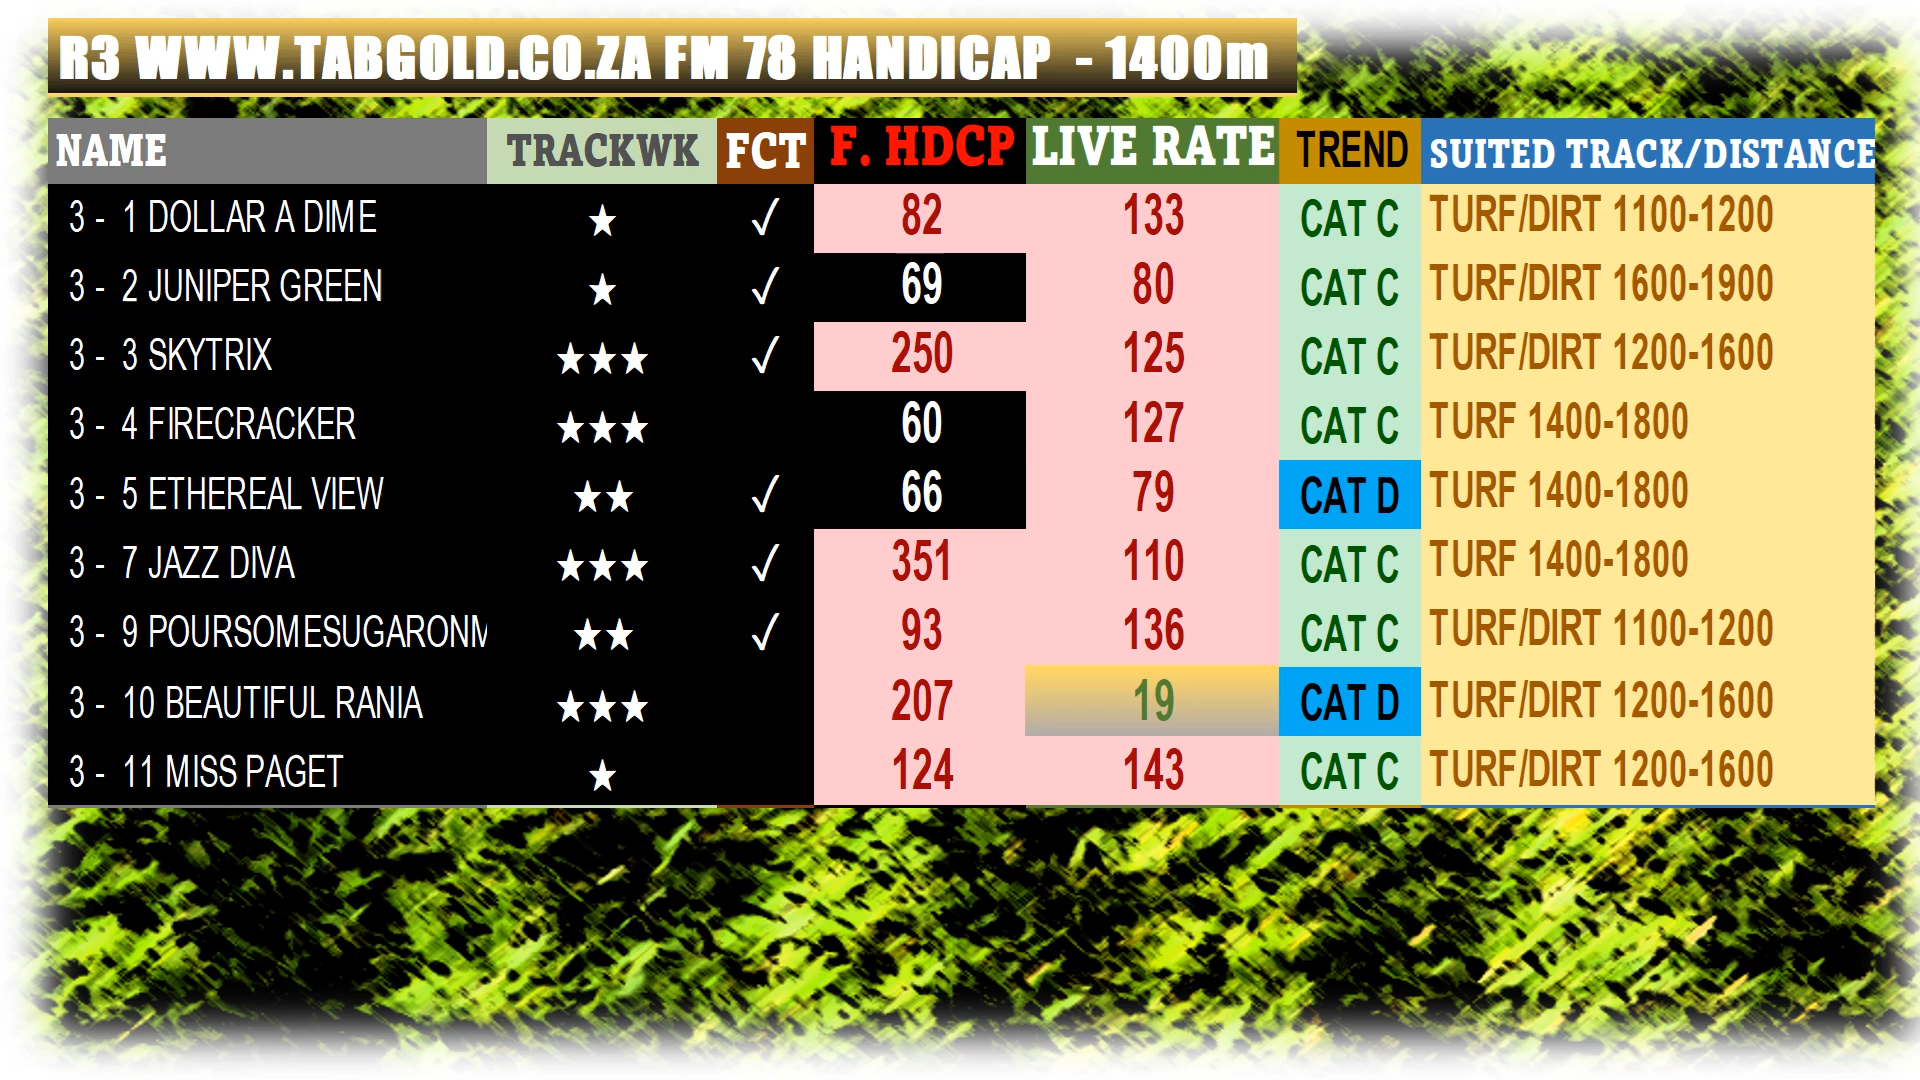 R3 WWW.TABGOLD.CO.ZA FM 78 HANDICAP - 1400m
NAME TRACKWK FCT F. HDCP LIVE RATE TREND SUITED TRACK/DISTANCE
3 - 1 DOLLAR A DIME ★ ✓ 82 133 CAT C TURF/DIRT 1100-1200
3 - 2 JUNIPER GREEN ★ ✓ 69 80 CAT C TURF/DIRT 1600-1900
3 - 3 SKYTRIX ★★★ ✓ 250 125 CAT C TURF/DIRT 1200-1600
3 - 4 FIRECRACKER ★★★ 60 127 CAT C TURF 1400-1800
3 - 5 ETHEREAL VIEW ★★ ✓ 66 79 CAT D TURF 1400-1800
3 - 7 JAZZ DIVA ★★★ ✓ 351 110 CAT C TURF 1400-1800
3 - 9 POURSOMESUGARONM ★★ ✓ 93 136 CAT C TURF/DIRT 1100-1200
3 - 10 BEAUTIFUL RANIA ★★★ 207 19 CAT D TURF/DIRT 1200-1600
3 - 11 MISS PAGET ★ 124 143 CAT C TURF/DIRT 1200-1600